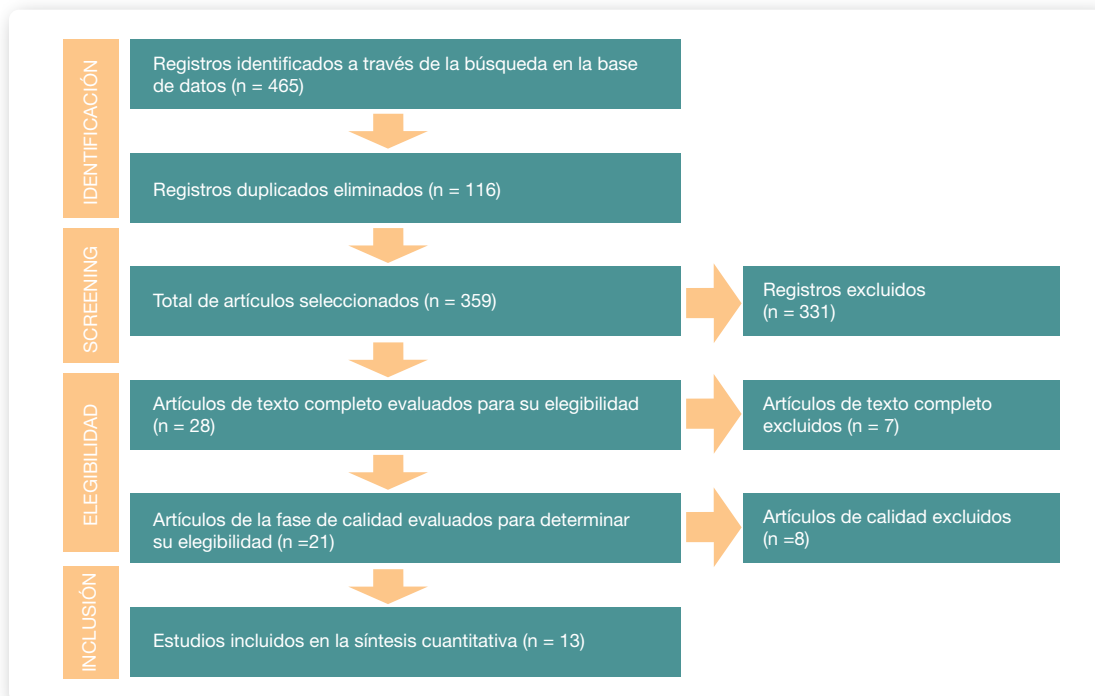 IDENTIFICACIÓN
Registros identificados a través de la búsqueda en la base
de datos (n = 465)
Registros duplicados eliminados (n = 116)
SCREENING
Total de artículos seleccionados (n = 359)
Registros excluidos
(n = 331)
ELEGIBILIDAD
Artículos de texto completo evaluados para su elegibilidad
(n = 28)
Artículos de texto completo
excluidos (n = 7)
Artículos de la fase de calidad evaluados para determinar
su elegibilidad (n =21)
Artículos de calidad excluidos
(n =8)
INCLUSIÓN
Estudios incluidos en la síntesis cuantitativa (n = 13)